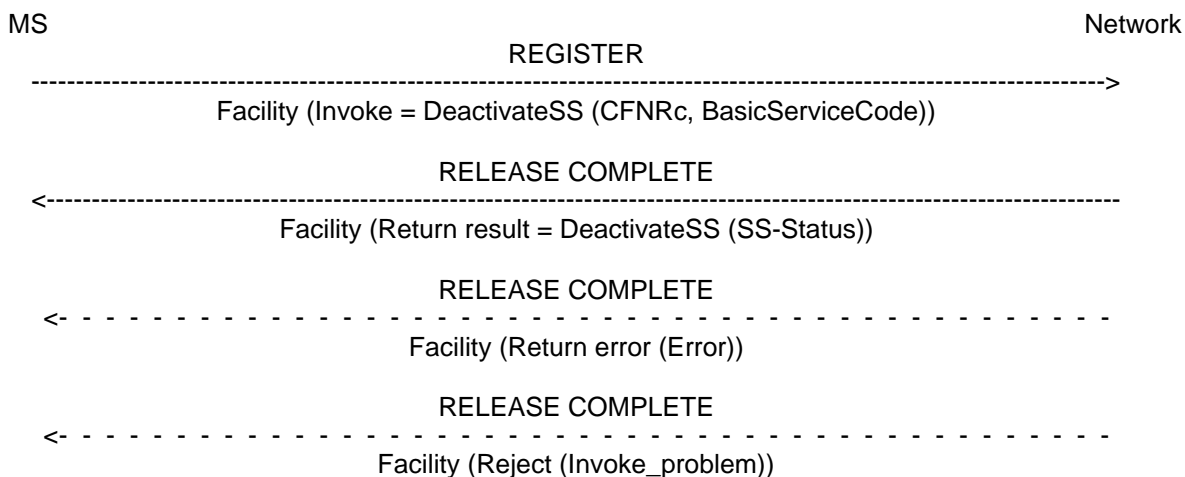 MS Network
REGISTER
Facility (Invoke = DeactivateSS (CFNRc, BasicServiceCode))
RELEASE COMPLETE
Facility (Return result = DeactivateSS (SS-Status))
RELEASE COMPLETE
Facility (Return error (Error))
RELEASE COMPLETE
Facility (Reject (Invoke_problem))